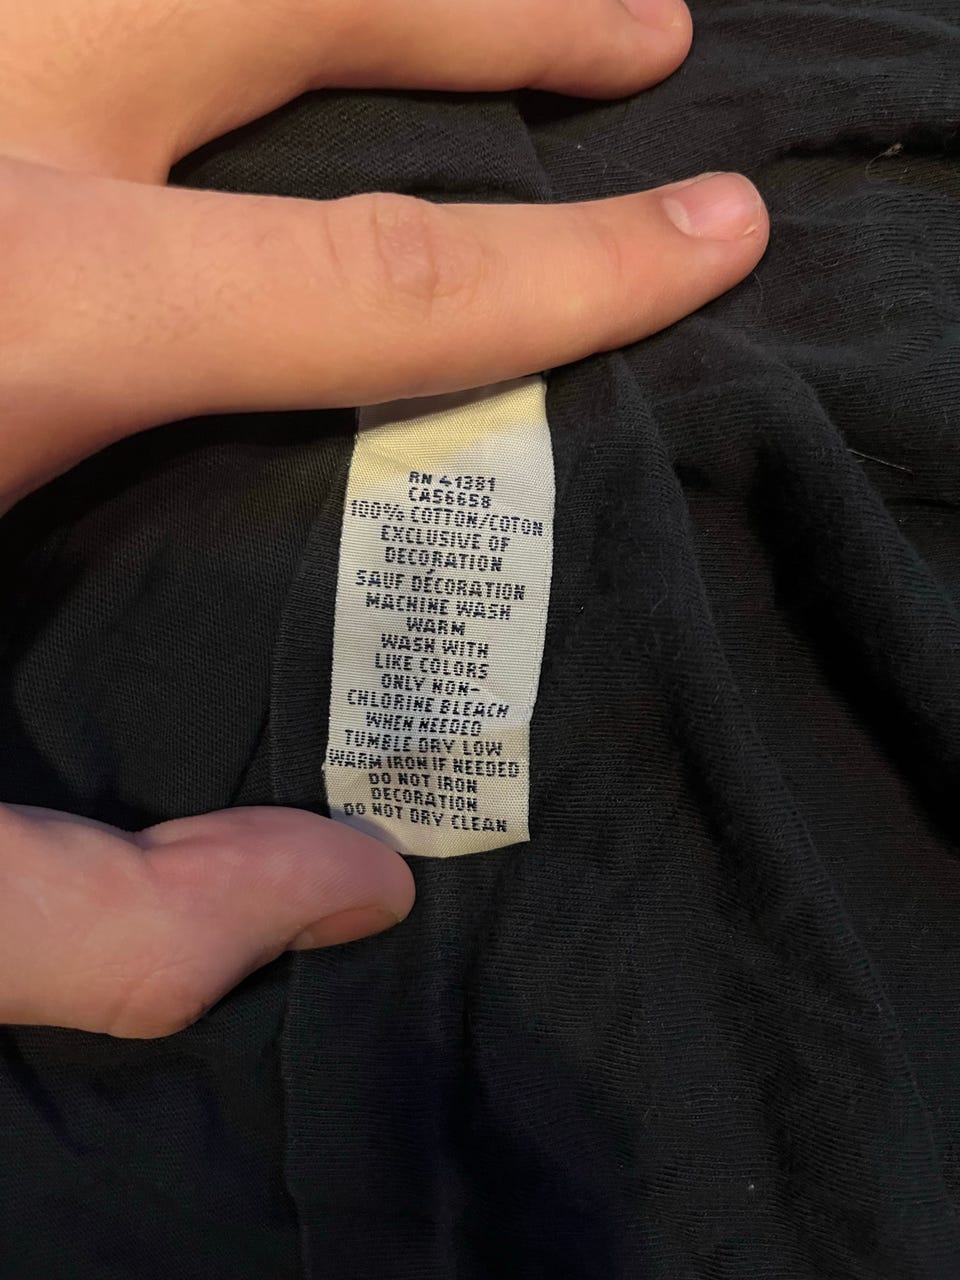 RN 41381
CA56658
100% COTTON/COTON
EXCLUSIVE OF
DECORATION
SAUF DÉCORATION
MACHINE WASH
WARM
WASH WITH
LIKE COLORS
ONLY NON-
CHLORINE BLEACH
WHEN NEEDED
TUMBLE DRY LOW
WARM IRON IF NEEDED
DO NOT IRON
DECORATION
DO NOT DRY CLEAN